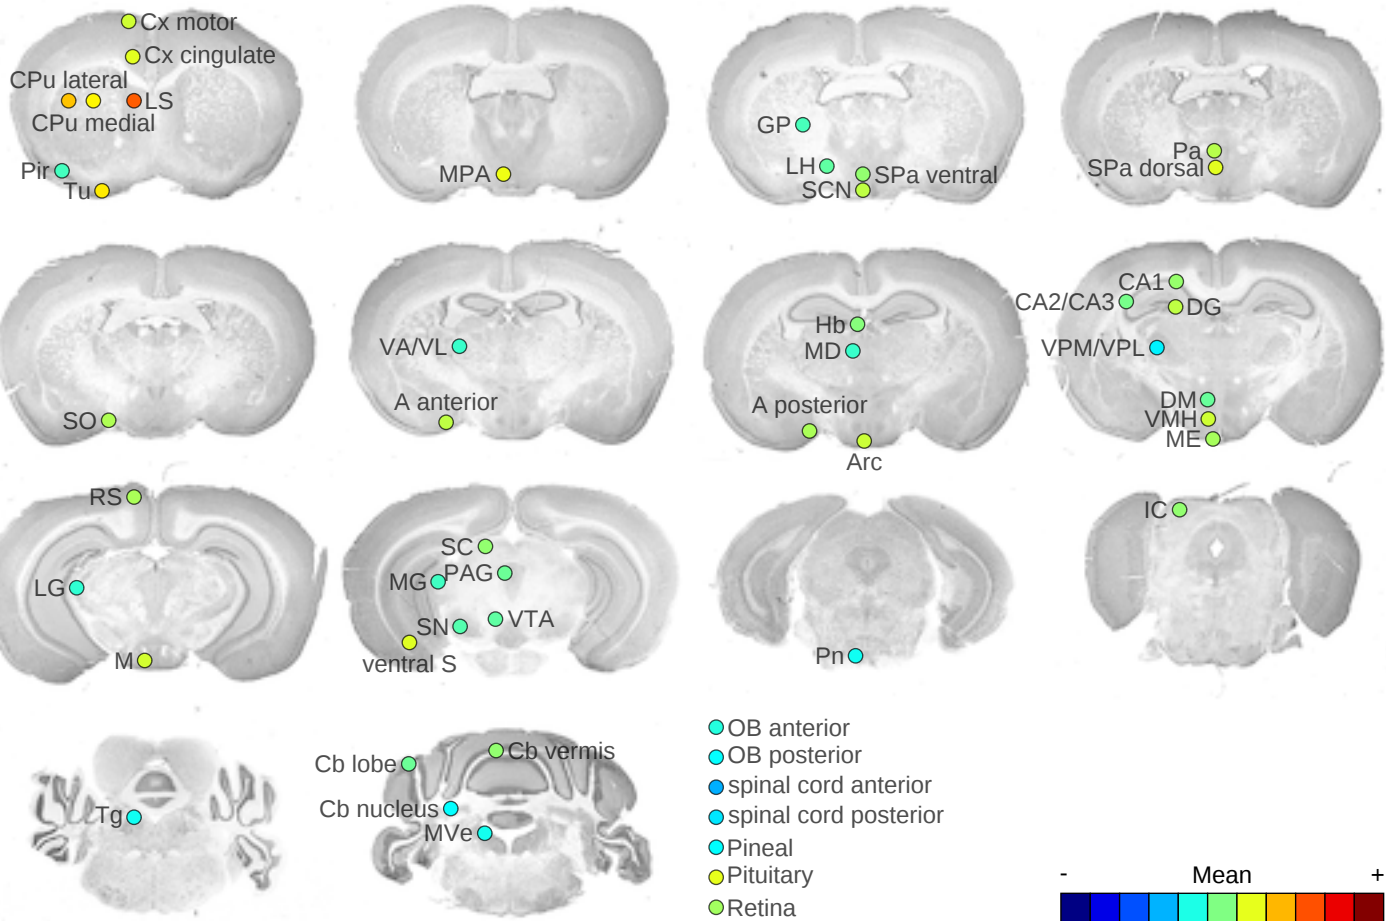 Cx motor
Cx cingulate
CPu lateral
LS
CPu medial
Pir
Tu
MPA
GP
LH
SPa ventral
SCN
Pa
SPa dorsal
SO
VA/VL
A anterior
Hb
MD
A posterior
Arc
CA1
CA2/CA3
DG
VPM/VPL
DM
VMH
ME
RS
LG
M
SC
MG
PAG
SN
VTA
ventral S
Pn
IC
Tg
Cb lobe
Cb vermis
Cb nucleus
MVe
OB anterior
OB posterior
spinal cord anterior
spinal cord posterior
Pineal
Pituitary
Retina
- Mean +